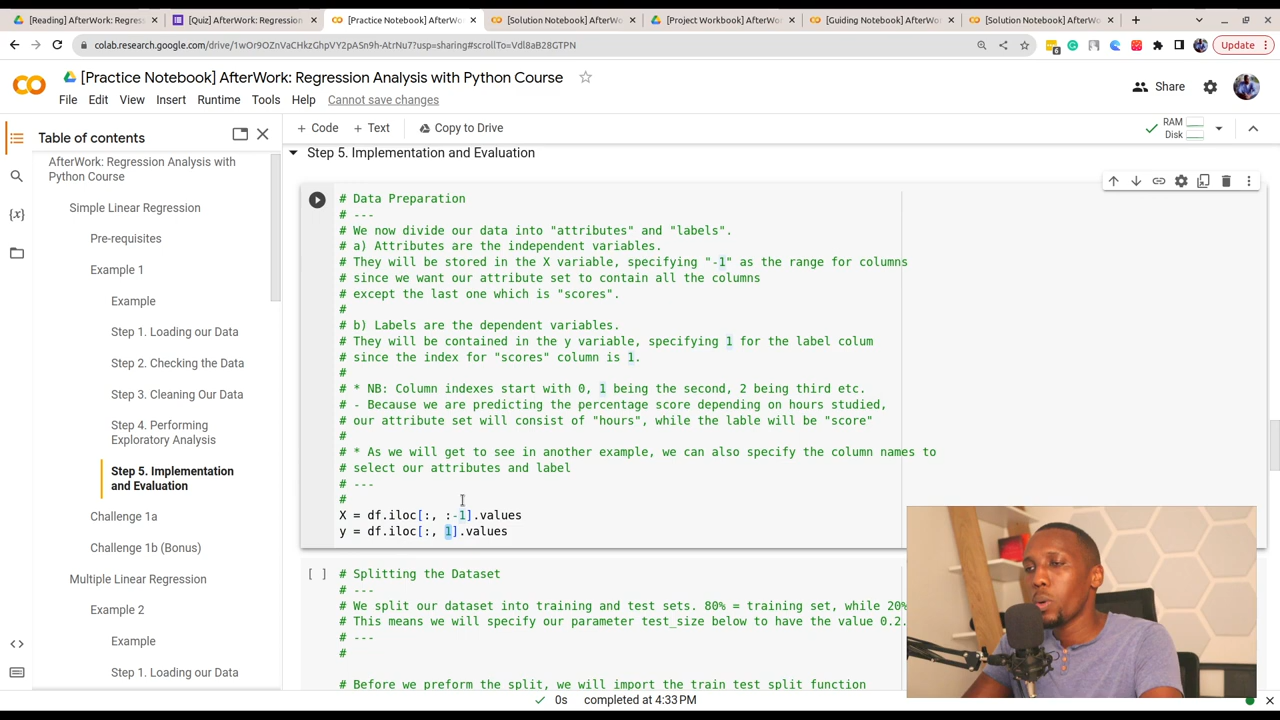 [Reading] AfterWork: Regress
[Quiz] AfterWork: Regression
[Practice Notebook] AfterWo
[Solution Notebook] AfterWo
[Project Workbook] AfterWo
[Guiding Notebook] AfterWo
[Solution Notebook] AfterWo
colab.research.google.com/drive/1wOr9OZnVaCHkzGhpVY2pASn9h-AtrNu7?usp=sharing#scrollTo=Vdl8aB28GTPN
6
Update
[Practice Notebook] AfterWork: Regression Analysis with Python Course
File Edit View Insert Runtime Tools Help Cannot save changes
Share
Table of contents
+ Code + Text Copy to Drive
RAM
Disk
AfterWork: Regression Analysis with
Python Course
Simple Linear Regression
Pre-requisites
Example 1
Example
Step 1. Loading our Data
Step 2. Checking the Data
Step 3. Cleaning Our Data
Step 4. Performing
Exploratory Analysis
Step 5. Implementation
and Evaluation
Challenge 1a
Challenge 1b (Bonus)
Multiple Linear Regression
Example 2
Example
Step 1. Loading our Data
Step 5. Implementation and Evaluation
# Data Preparation
# ---
# We now divide our data into "attributes" and "labels".
# a) Attributes are the independent variables.
# They will be stored in the X variable, specifying "-1" as the range for columns
# since we want our attribute set to contain all the columns
# except the last one which is "scores".
#
# b) Labels are the dependent variables.
# They will be contained in the y variable, specifying 1 for the label colum
# since the index for "scores" column is 1.
#
# * NB: Column indexes start with 0, 1 being the second, 2 being third etc.
# - Because we are predicting the percentage score depending on hours studied,
# our attribute set will consist of "hours", while the lable will be "score"
#
# * As we will get to see in another example, we can also specify the column names to
# select our attributes and label
# ---
#
X = df.iloc[:, :-1].values
y = df.iloc[:, 1].values
[ ] # Splitting the Dataset
# ---
# We split our dataset into training and test sets. 80% = training set, while 20%
# This means we will specify our parameter test_size below to have the value 0.2.
# ---
#
# Before we preform the split, we will import the train test split function
0s completed at 4:33 PM